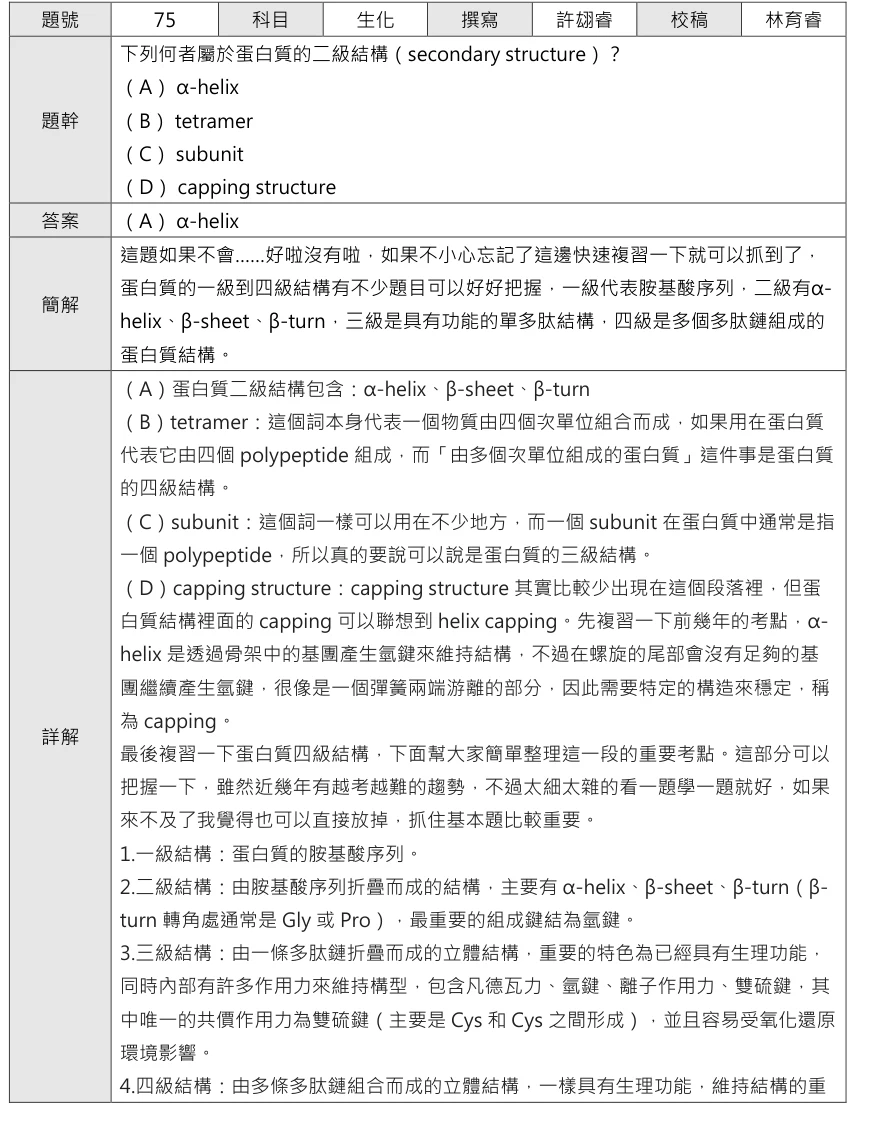 題號 75 科目 生化 撰寫 許翃睿 校稿 林育睿
題幹
下列何者屬於蛋白質的二級結構（secondary structure）？
（A） α-helix
（B） tetramer
（C） subunit
（D） capping structure
答案
（A） α-helix
簡解
這題如果不會......好啦沒有啦，如果不小心忘記了這邊快速複習一下就可以抓到了，
蛋白質的一級到四級結構有不少題目可以好好把握，一級代表胺基酸序列，二級有α-
helix、β-sheet、β-turn，三級是具有功能的單多肽結構，四級是多個多肽鏈組成的
蛋白質結構。
詳解
（A）蛋白質二級結構包含：α-helix、β-sheet、β-turn
（B）tetramer：這個詞本身代表一個物質由四個次單位組合而成，如果用在蛋白質
代表它由四個 polypeptide 組成，而「由多個次單位組成的蛋白質」這件事是蛋白質
的四級結構。
（C）subunit：這個詞一樣可以用在不少地方，而一個 subunit 在蛋白質中通常是指
一個 polypeptide，所以真的要說可以說是蛋白質的三級結構。
（D）capping structure：capping structure 其實比較少出現在這個段落裡，但蛋
白質結構裡面的 capping 可以聯想到 helix capping。先複習一下前幾年的考點，α-
helix 是透過骨架中的基團產生氫鍵來維持結構，不過在螺旋的尾部會沒有足夠的基
團繼續產生氫鍵，很像是一個彈簧兩端游離的部分，因此需要特定的構造來穩定，稱
為 capping。
最後複習一下蛋白質四級結構，下面幫大家簡單整理這一段的重要考點。這部分可以
把握一下，雖然近幾年有越考越難的趨勢，不過太細太雜的看一題學一題就好，如果
來不及了我覺得也可以直接放掉，抓住基本題比較重要。
1.一級結構：蛋白質的胺基酸序列。
2.二級結構：由胺基酸序列折疊而成的結構，主要有 α-helix、β-sheet、β-turn（β-
turn 轉角處通常是 Gly 或 Pro），最重要的組成鍵結為氫鍵。
3.三級結構：由一條多肽鏈折疊而成的立體結構，重要的特色為已經具有生理功能，
同時內部有許多作用力來維持構型，包含凡德瓦力、氫鍵、離子作用力、雙硫鍵，其
中唯一的共價作用力為雙硫鍵（主要是 Cys 和 Cys 之間形成），並且容易受氧化還原
環境影響。
4.四級結構：由多條多肽鏈組合而成的立體結構，一樣具有生理功能，維持結構的重